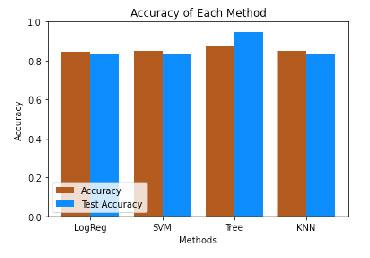 Accuracy of Each Method
1.0
0.8
0.6
0.4
0.2
0.0
Accuracy
Accuracy
Test Accuracy
LogReg SVM Tree KNN
Methods